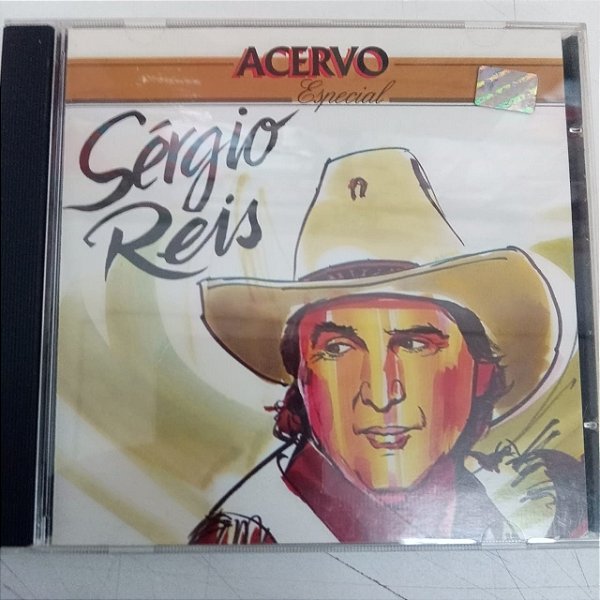 ACERVO
Especial
Sérgio
Reis